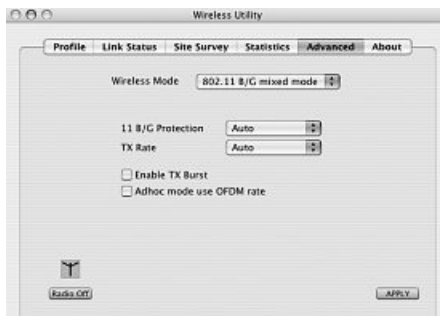 Wireless Utility
Profile Link Status Site Survey Statistics Advanced About
Wireless Mode 802.11 B/G mixed mode
11 B/G Protection Auto
TX Rate Auto
Enable TX Burst
Adhoc mode use OFDM rate
Radio Off
APPLY